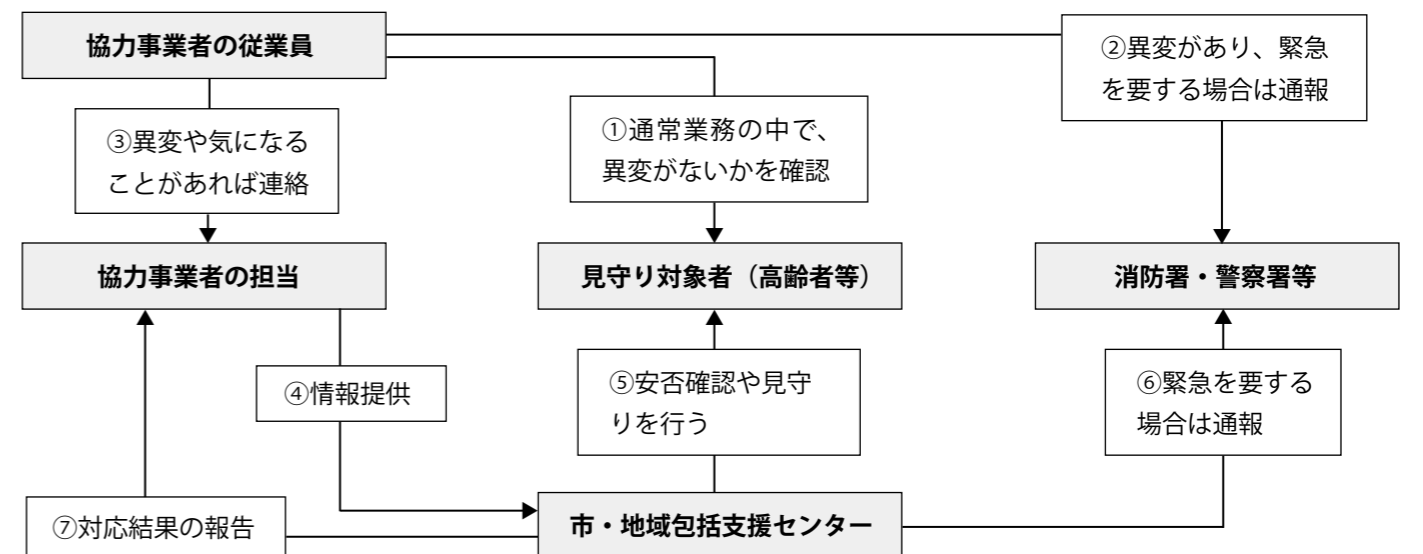 協力事業者の従業員
②異変があり、緊急
を要する場合は通報
③異変や気になる
ことがあれば連絡
①通常業務の中で、
異変がないかを確認
協力事業者の担当
見守り対象者（高齢者等）
消防署・警察署等
④情報提供
⑤安否確認や見守
りを行う
⑥緊急を要する
場合は通報
⑦対応結果の報告
市・地域包括支援センター